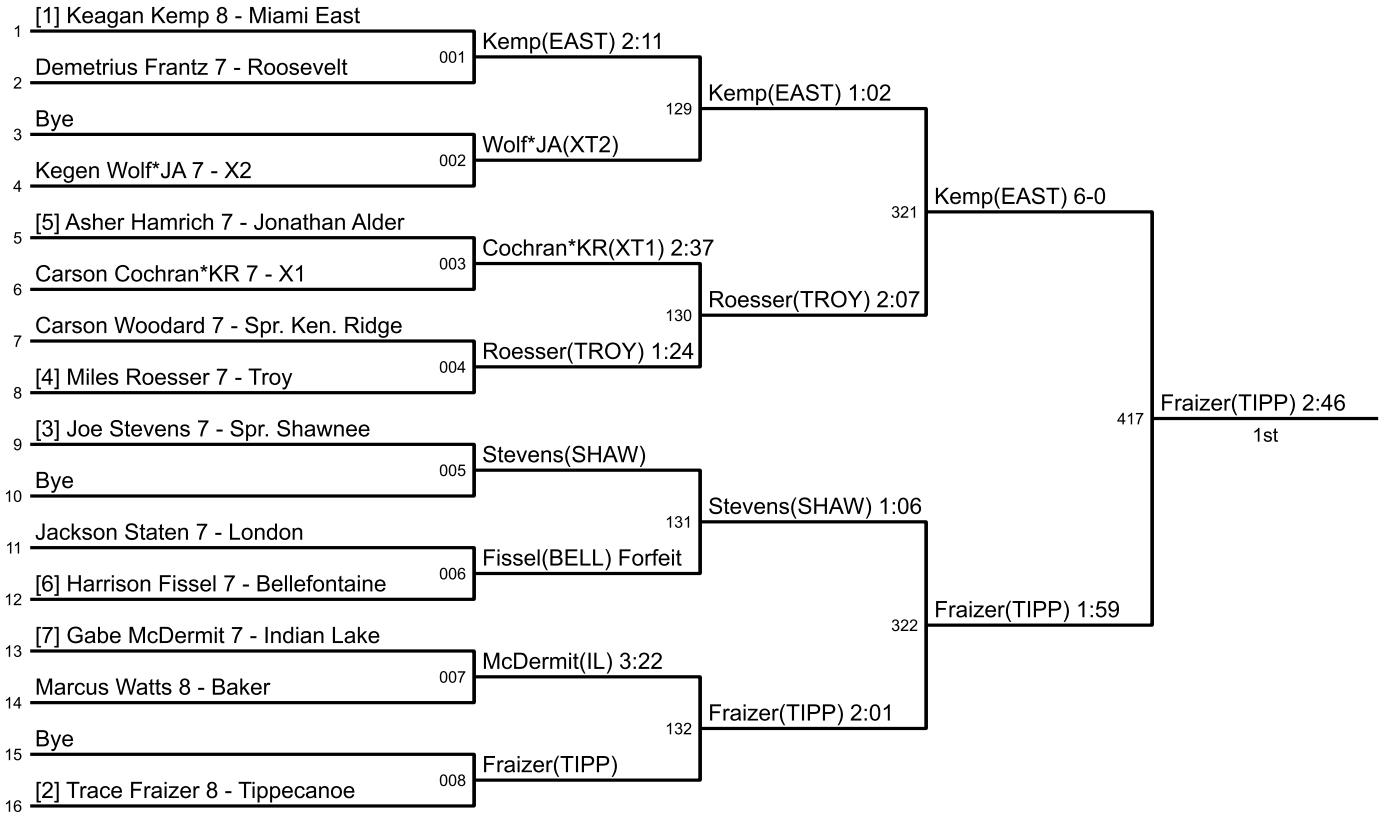 [1] Keagan Kemp 8 - Miami East
1
Demetrius Frantz 7 - Roosevelt
2
Bye
3
Kegen Wolf*JA 7 - X2
4
[5] Asher Hamrich 7 - Jonathan Alder
5
Carson Cochran*KR 7 - X1
6
Carson Woodard 7 - Spr. Ken. Ridge
7
[4] Miles Roesser 7 - Troy
8
[3] Joe Stevens 7 - Spr. Shawnee
9
Bye
10
Jackson Staten 7 - London
11
[6] Harrison Fissel 7 - Bellefontaine
12
[7] Gabe McDermit 7 - Indian Lake
13
Marcus Watts 8 - Baker
14
Bye
15
[2] Trace Fraizer 8 - Tippecanoe
16
001
Kemp(EAST) 2:11
002
Wolf*JA(XT2)
003
Cochran*KR(XT1) 2:37
004
Roesser(TROY) 1:24
005
Stevens(SHAW)
006
Fissel(BELL) Forfeit
007
McDermit(IL) 3:22
008
Fraizer(TIPP)
129
Kemp(EAST) 1:02
130
Roesser(TROY) 2:07
131
Stevens(SHAW) 1:06
132
Fraizer(TIPP) 2:01
321
Kemp(EAST) 6-0
322
Fraizer(TIPP) 1:59
417
Fraizer(TIPP) 2:46
1st